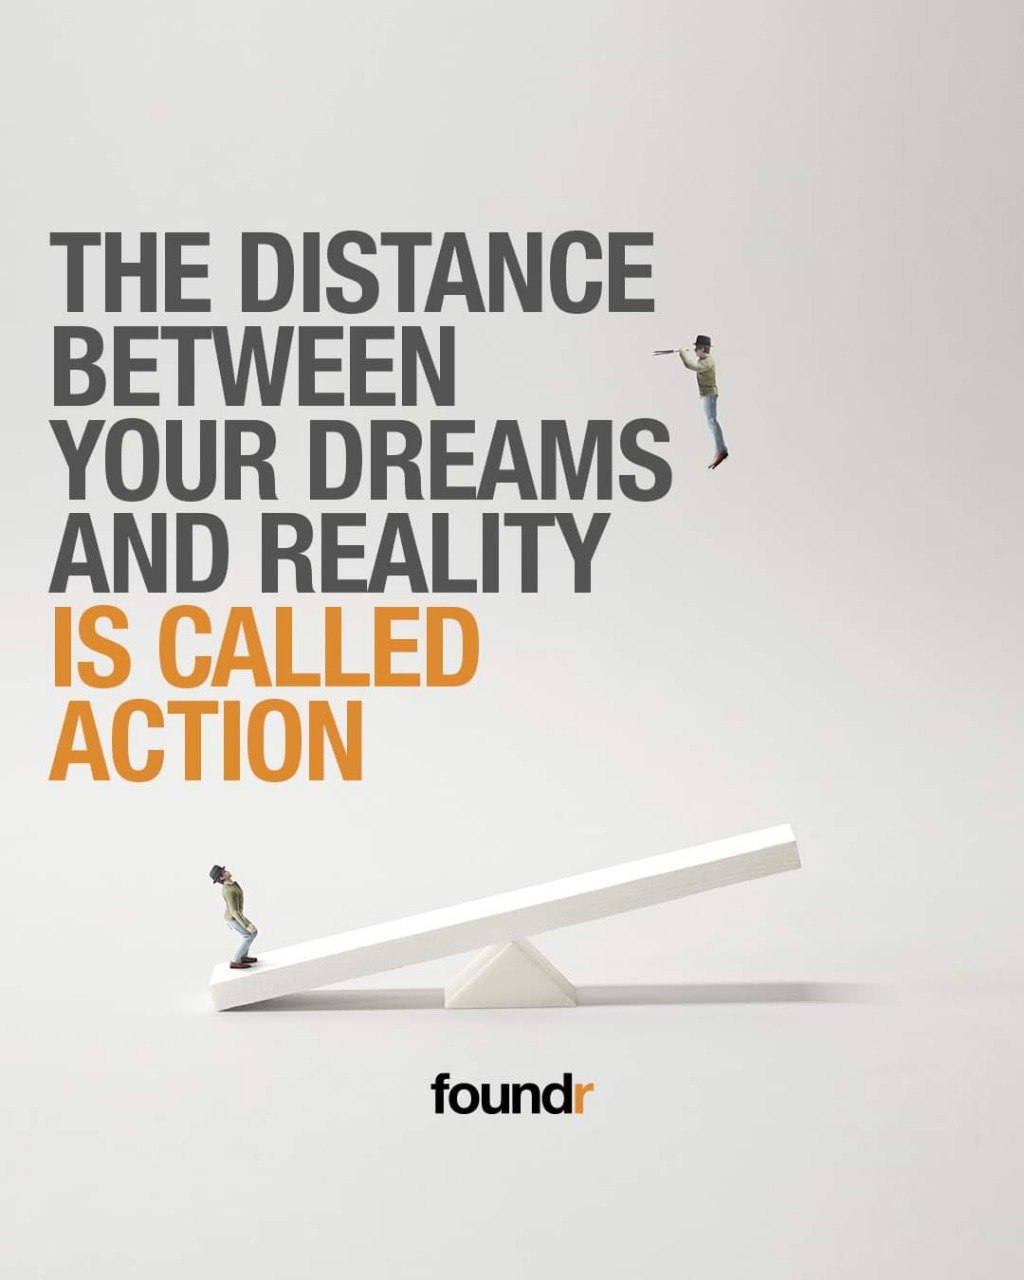 THE DISTANCE
BETWEEN
YOUR DREAMS
AND REALITY
IS CALLED
ACTION
foundr